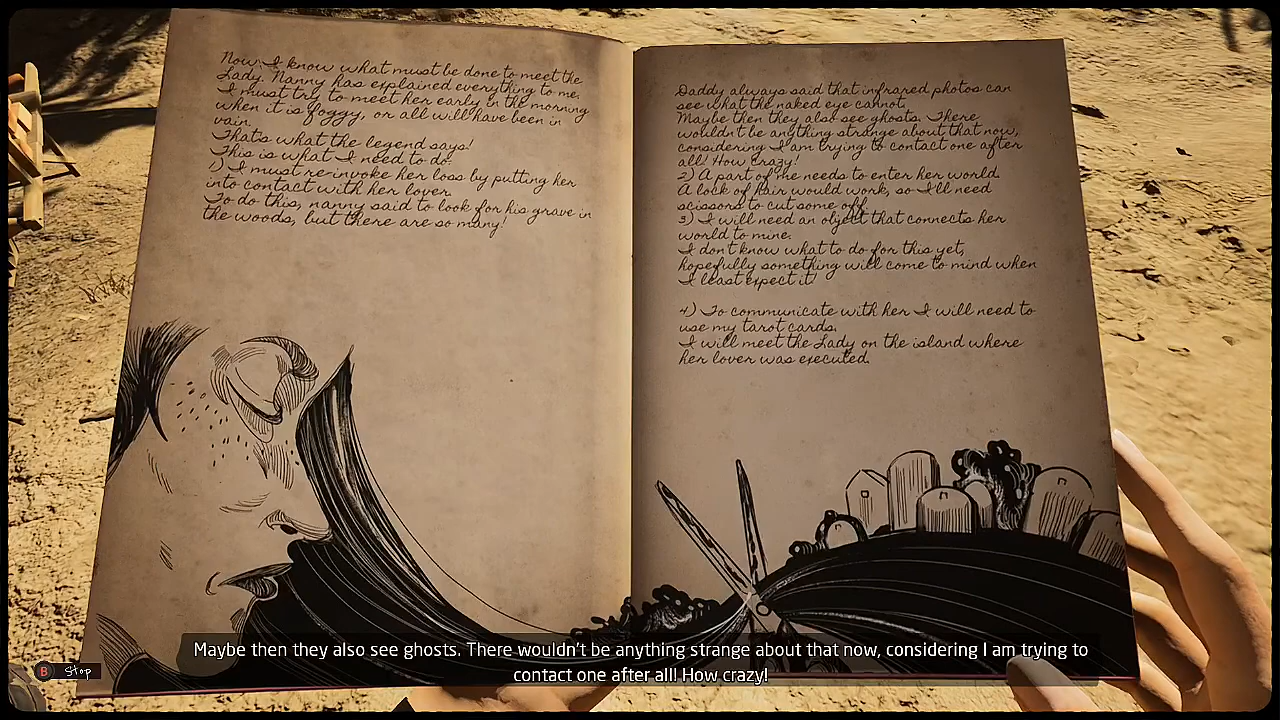 Now I know what must be done to meet the
Lady. Nanny has explained everything to me.
I must try to meet her early in the morning
when it is foggy, or all will have been in
vain.
That's what the legend says!
This is what I need to do:
1) I must re-invoke her loss by putting her
into contact with her lover.
To do this, nanny said to look for his grave in
the woods, but there are so many!
Daddy always said that infrared photos can
see what the naked eye cannot.
Maybe then they also see ghosts. There
wouldn't be anything strange about that now,
considering I am trying to contact one after
all! How crazy!
2) A part of me needs to enter her world.
A lock of hair would work, so I'll need
scissors to cut some off.
3) I will need an object that connects her
world to mine.
I don't know what to do for this yet,
hopefully something will come to mind when
I least expect it!
4) To communicate with her I will need to
use my tarot cards.
I will meet the Lady on the island where
her lover was executed.
Maybe then they also see ghosts. There wouldn't be anything strange about that now, considering I am trying to
contact one after all! How crazy!
B Stop